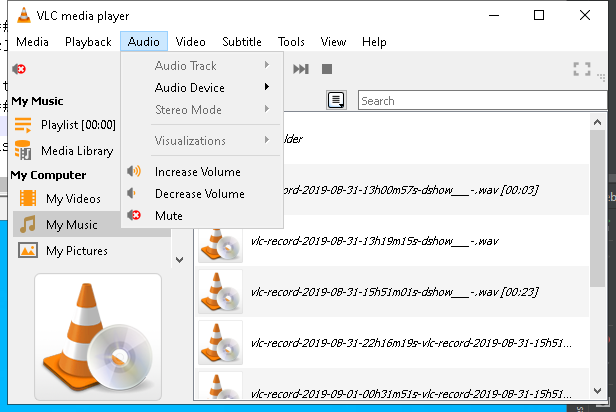 VLC media player
Media Playback Audio Video Subtitle Tools View Help
Audio Track
Audio Device
Stereo Mode
Visualizations
Increase Volume
Decrease Volume
Mute
My Music
Playlist [00:00]
Media Library
My Computer
My Videos
My Music
My Pictures
Search
vlc-record-2019-08-31-13h00m57s-dshow___-.wav [00:03]
vlc-record-2019-08-31-13h19m15s-dshow___-.wav
vlc-record-2019-08-31-15h51m01s-dshow___-.wav [00:23]
vlc-record-2019-08-31-22h16m19s-vlc-record-2019-08-31-15h51...
vlc-record-2019-09-01-00h31m51s-vlc-record-2019-08-31-15h51...